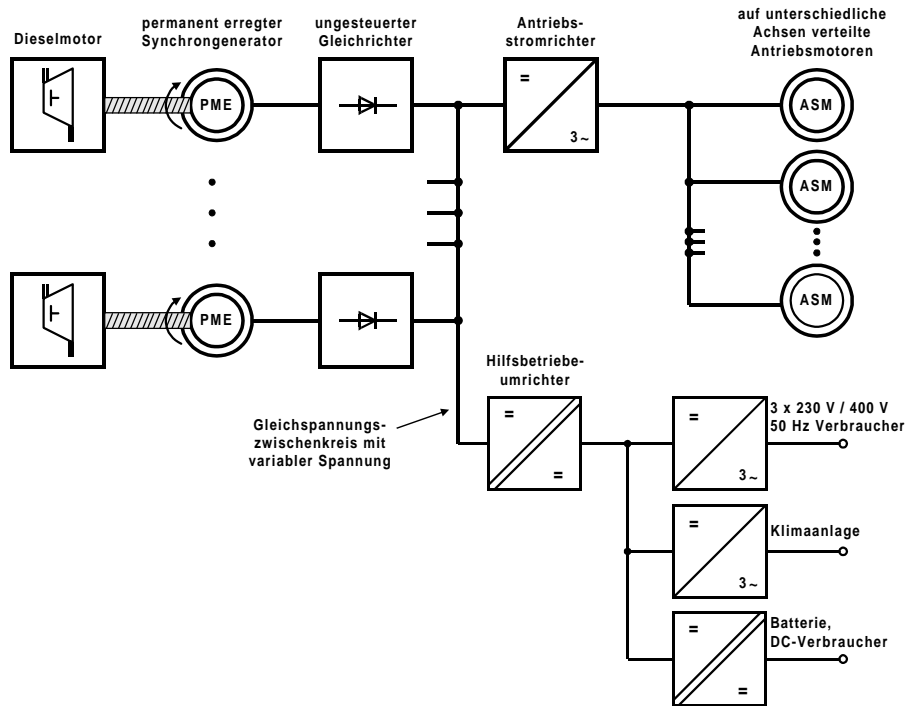 Dieselmotor
permanent erregter
Synchrongenerator
ungesteuerter
Gleichrichter
Antriebs-
stromrichter
auf unterschiedliche
Achsen verteilte
Antriebsmotoren
PME
=
3~
ASM
ASM
PME
ASM
Hilfsbetriebe-
umrichter
Gleichspannungs-
zwischenkreis mit
variabler Spannung
=
=
=
3~
3 x 230 V / 400 V
50 Hz Verbraucher
=
3~
Klimaanlage
=
=
Batterie,
DC-Verbraucher